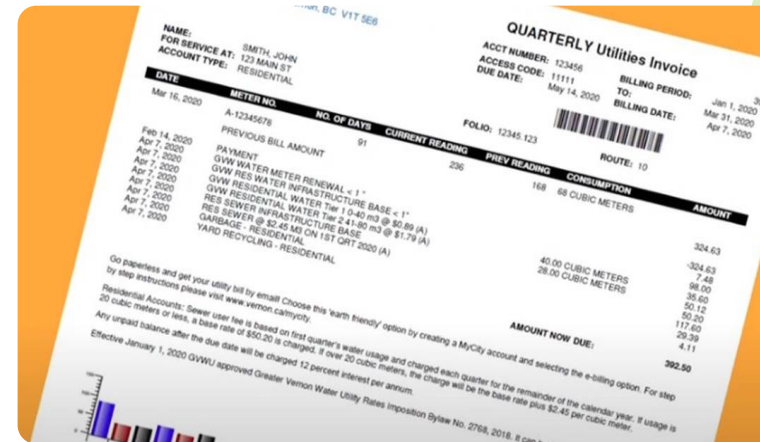 BC V1T 5E6
QUARTERLY Utilities Invoice
NAME: SMITH, JOHN
FOR SERVICE AT: 123 MAIN ST
ACCOUNT TYPE: RESIDENTIAL
ACCT NUMBER: 123456
ACCESS CODE: 11111
DUE DATE: May 14, 2020
BILLING PERIOD: Jan 1, 2020
TO: Mar 31, 2020
BILLING DATE: Apr 7, 2020
FOLIO: 12345.123
ROUTE: 10
DATE METER NO. NO. OF DAYS CURRENT READING PREV READING CONSUMPTION AMOUNT
Mar 16, 2020 A-12345678 91 236 168 68 CUBIC METERS
PREVIOUS BILL AMOUNT 324.63
Feb 14, 2020 PAYMENT -324.63
Apr 7, 2020 GVW WATER METER RENEWAL < 1" 7.48
Apr 7, 2020 GVW RES WATER INFRASTRUCTURE BASE < 1" 98.00
Apr 7, 2020 GVW RESIDENTIAL WATER Tier 1 0-40 m3 @ $0.89 (A) 40.00 CUBIC METERS 35.60
Apr 7, 2020 GVW RESIDENTIAL WATER Tier 2 41-80 m3 @ $1.79 (A) 28.00 CUBIC METERS 50.12
Apr 7, 2020 RES SEWER INFRASTRUCTURE BASE 50.20
Apr 7, 2020 RES SEWER @ $2.45 M3 ON 1ST QRT 2020 (A) 117.60
Apr 7, 2020 GARBAGE - RESIDENTIAL 29.39
Apr 7, 2020 YARD RECYCLING - RESIDENTIAL 4.11
AMOUNT NOW DUE: 392.50
Go paperless and get your utility bill by email! Choose this 'earth friendly' option by creating a MyCity account and selecting the e-billing option. For step
by step instructions please visit www.vernon.ca/mycity.
Residential Accounts: Sewer user fee is based on first quarter's water usage and charged each quarter for the remainder of the calendar year. If usage is
20 cubic meters or less, a base rate of $50.20 is charged. If over 20 cubic meters, the charge will be the base rate plus $2.45 per cubic meter.
Any unpaid balance after the due date will be charged 12 percent interest per annum.
Effective January 1, 2020 GVWU approved Greater Vernon Water Utility Rates Imposition Bylaw No. 2768, 2018. It can